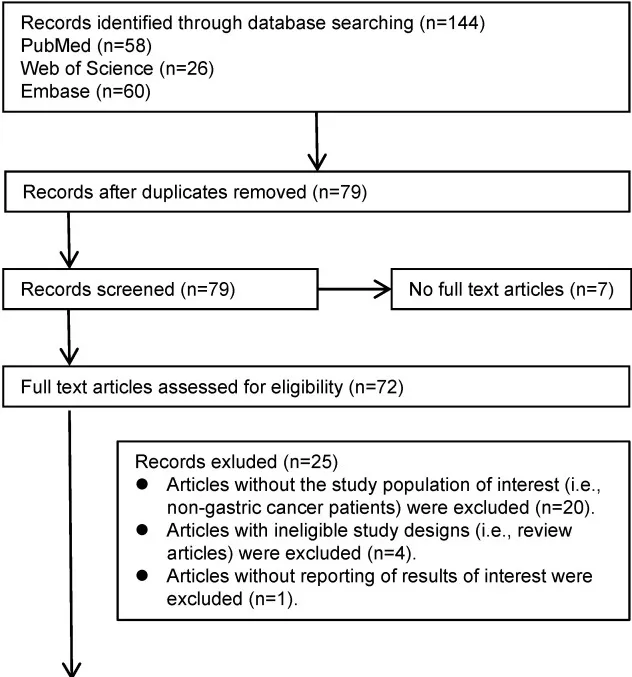 Records identified through database searching (n=144)
PubMed (n=58)
Web of Science (n=26)
Embase (n=60)
Records after duplicates removed (n=79)
Records screened (n=79)
No full text articles (n=7)
Full text articles assessed for eligibility (n=72)
Records exluded (n=25)
● Articles without the study population of interest (i.e.,
non-gastric cancer patients) were excluded (n=20).
● Articles with ineligible study designs (i.e., review
articles) were excluded (n=4).
● Articles without reporting of results of interest were
excluded (n=1).